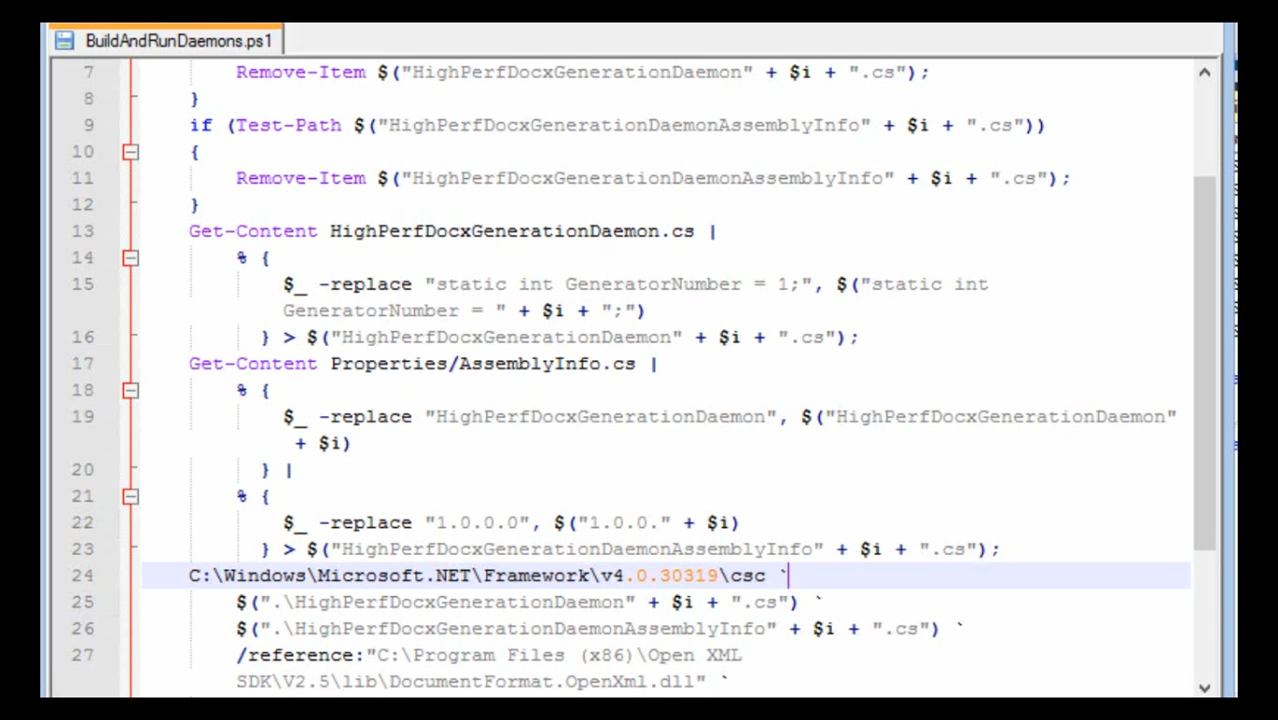 BuildAndRunDaemons.ps1
7 Remove-Item $("HighPerfDocxGenerationDaemon" + $i + ".cs");
8 }
9 if (Test-Path $("HighPerfDocxGenerationDaemonAssemblyInfo" + $i + ".cs"))
10 {
11 Remove-Item $("HighPerfDocxGenerationDaemonAssemblyInfo" + $i + ".cs");
12 }
13 Get-Content HighPerfDocxGenerationDaemon.cs |
14 % {
15 $_ -replace "static int GeneratorNumber = 1;", $("static int
GeneratorNumber = " + $i + ";")
16 } > $("HighPerfDocxGenerationDaemon" + $i + ".cs");
17 Get-Content Properties/AssemblyInfo.cs |
18 % {
19 $_ -replace "HighPerfDocxGenerationDaemon", $("HighPerfDocxGenerationDaemon"
+ $i)
20 } |
21 % {
22 $_ -replace "1.0.0.0", $("1.0.0." + $i)
23 } > $("HighPerfDocxGenerationDaemonAssemblyInfo" + $i + ".cs");
24 C:\Windows\Microsoft.NET\Framework\v4.0.30319\csc `
25 $(".\HighPerfDocxGenerationDaemon" + $i + ".cs") `
26 $(".\HighPerfDocxGenerationDaemonAssemblyInfo" + $i + ".cs") `
27 /reference:"C:\Program Files (x86)\Open XML
SDK\V2.5\lib\DocumentFormat.OpenXml.dll" `